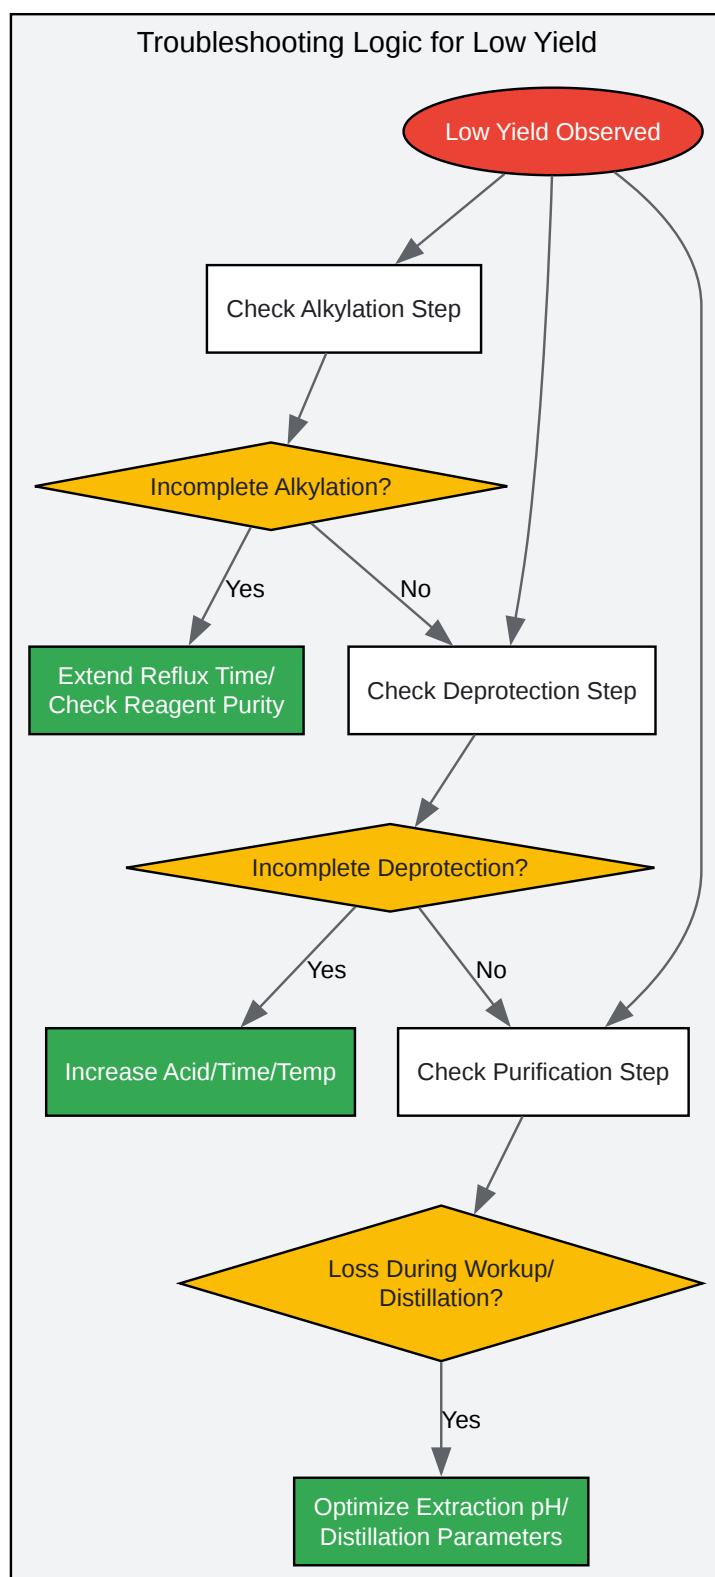 Troubleshooting Logic for Low Yield
Low Yield Observed
Check Alkylation Step
Incomplete Alkylation?
Yes
No
Extend Reflux Time/
Check Reagent Purity
Check Deprotection Step
Incomplete Deprotection?
Yes
No
Increase Acid/Time/Temp
Check Purification Step
Loss During Workup/
Distillation?
Yes
Optimize Extraction pH/
Distillation Parameters